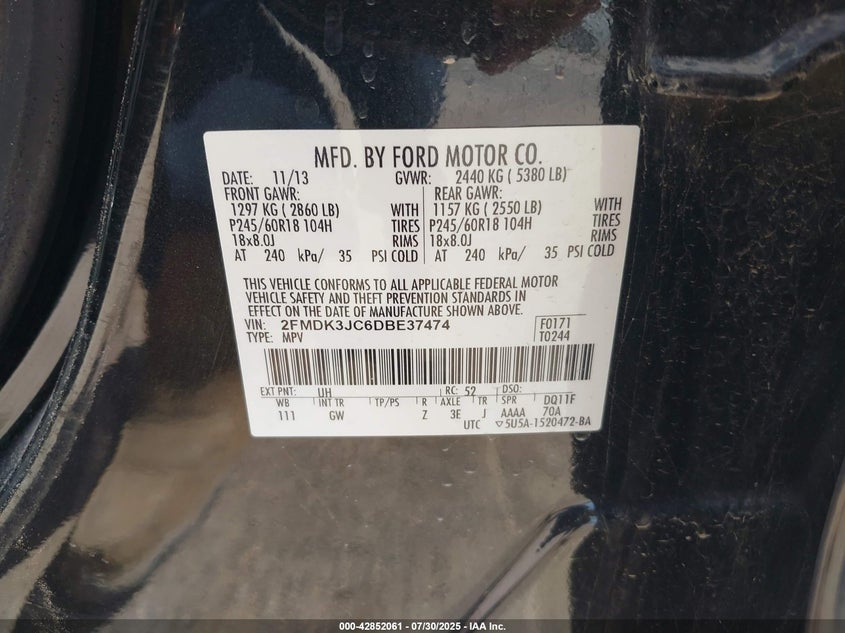 MFD. BY FORD MOTOR CO.
DATE: 11/13 GVWR: 2440 KG ( 5380 LB)
FRONT GAWR: REAR GAWR:
1297 KG ( 2860 LB) WITH 1157 KG ( 2550 LB) WITH
P245/60R18 104H TIRES P245/60R18 104H TIRES
18x8.0J RIMS 18x8.0J RIMS
AT 240 kPa/ 35 PSI COLD AT 240 kPa/ 35 PSI COLD
THIS VEHICLE CONFORMS TO ALL APPLICABLE FEDERAL MOTOR
VEHICLE SAFETY AND THEFT PREVENTION STANDARDS IN
EFFECT ON THE DATE OF MANUFACTURE SHOWN ABOVE.
VIN: 2FMDK3JC6DBE37474 F0171
TYPE: MPV T0244
EXT PNT: UH RC: 52 DSO:
WB INT TR TP/PS R AXLE TR SPR DQ11F
111 GW Z 3E J AAAA 70A
UTC ▽5U5A-1520472-BA
000-42852061 - 07/30/2025 - IAA Inc.